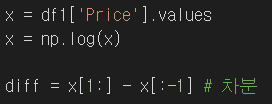 x = df1['Price'].values
x = np.log(x)
diff = x[1:] - x[:-1] # 차분